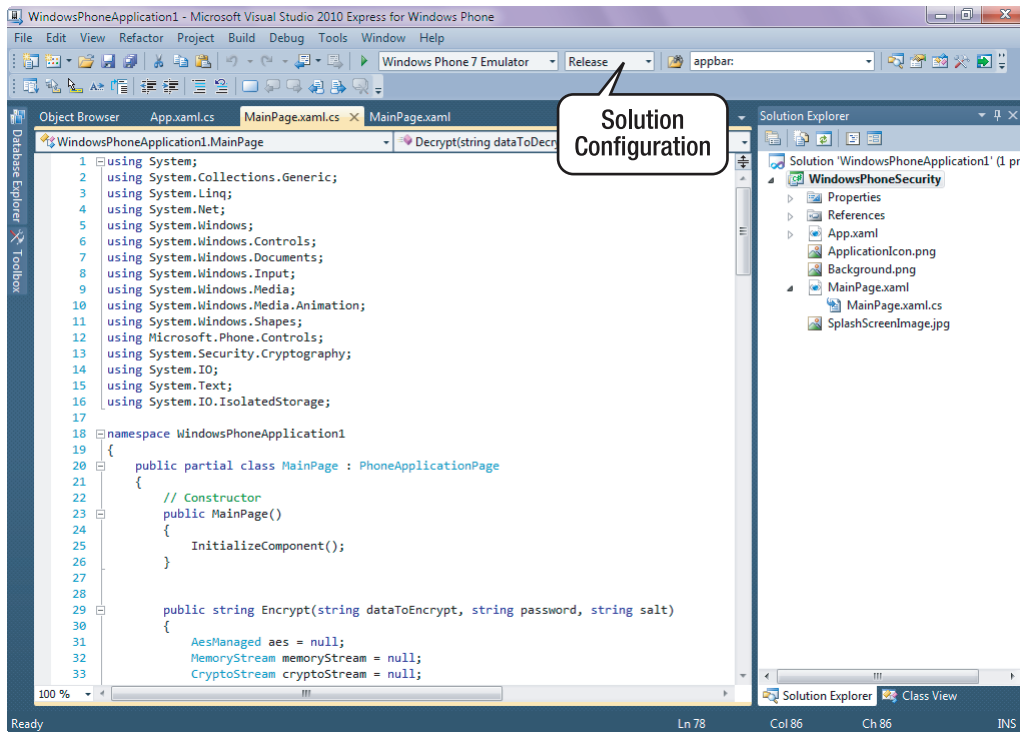 WindowsPhoneApplication1 - Microsoft Visual Studio 2010 Express for Windows Phone
File Edit View Refactor Project Build Debug Tools Window Help
Windows Phone 7 Emulator Release appbar:
Solution
Configuration
Object Browser App.xaml.cs MainPage.xaml.cs MainPage.xaml
WindowsPhoneApplication1.MainPage Decrypt(string dataToDecry
Database Explorer
Toolbox
1 using System;
2 using System.Collections.Generic;
3 using System.Linq;
4 using System.Net;
5 using System.Windows;
6 using System.Windows.Controls;
7 using System.Windows.Documents;
8 using System.Windows.Input;
9 using System.Windows.Media;
10 using System.Windows.Media.Animation;
11 using System.Windows.Shapes;
12 using Microsoft.Phone.Controls;
13 using System.Security.Cryptography;
14 using System.IO;
15 using System.Text;
16 using System.IO.IsolatedStorage;
17
18 namespace WindowsPhoneApplication1
19 {
20 public partial class MainPage : PhoneApplicationPage
21 {
22 // Constructor
23 public MainPage()
24 {
25 InitializeComponent();
26 }
27
28
29 public string Encrypt(string dataToEncrypt, string password, string salt)
30 {
31 AesManaged aes = null;
32 MemoryStream memoryStream = null;
33 CryptoStream cryptoStream = null;
100 %
Solution Explorer
Solution 'WindowsPhoneApplication1' (1 pr
WindowsPhoneSecurity
Properties
References
App.xaml
ApplicationIcon.png
Background.png
MainPage.xaml
MainPage.xaml.cs
SplashScreenImage.jpg
Solution Explorer Class View
Ready Ln 78 Col 86 Ch 86 INS